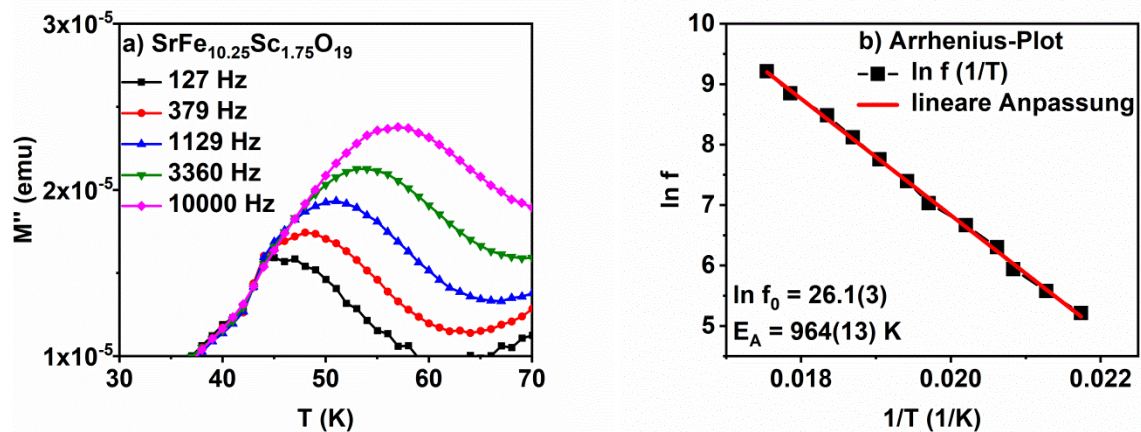 3x10⁻⁵
a) SrFe₁₀.₂₅Sc₁.₇₅O₁₉
127 Hz
379 Hz
1129 Hz
3360 Hz
10000 Hz
2x10⁻⁵
1x10⁻⁵
M'' (emu)
30 40 50 60 70
T (K)
b) Arrhenius-Plot
ln f (1/T)
lineare Anpassung
9
8
7
6
5
ln f
ln f₀ = 26.1(3)
E_A = 964(13) K
0.018 0.020 0.022
1/T (1/K)